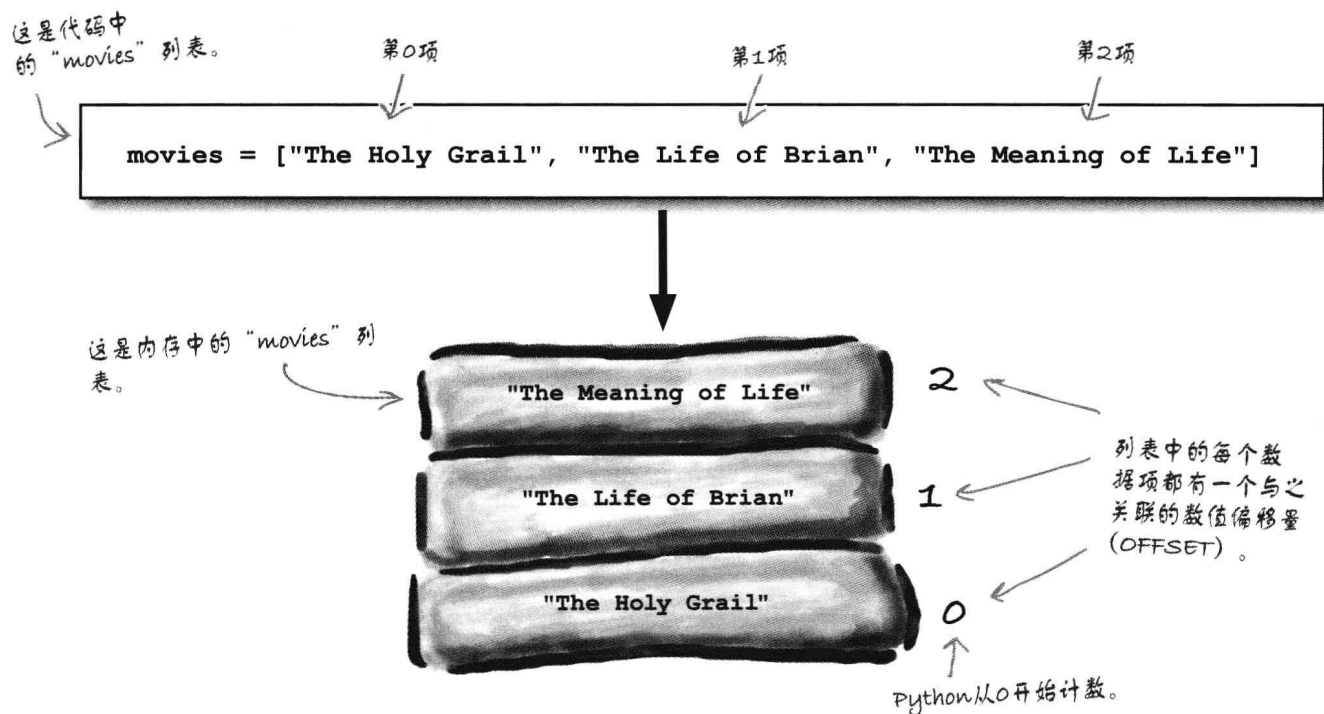 这是代码中
的“movies”列表。
第0项
第1项
第2项
movies = ["The Holy Grail", "The Life of Brian", "The Meaning of Life"]
这是内存中的“movies”列
表。
"The Meaning of Life"
2
"The Life of Brian"
1
列表中的每个数
据项都有一个与之
关联的数值偏移量
(OFFSET)。
"The Holy Grail"
0
Python从0开始计数。